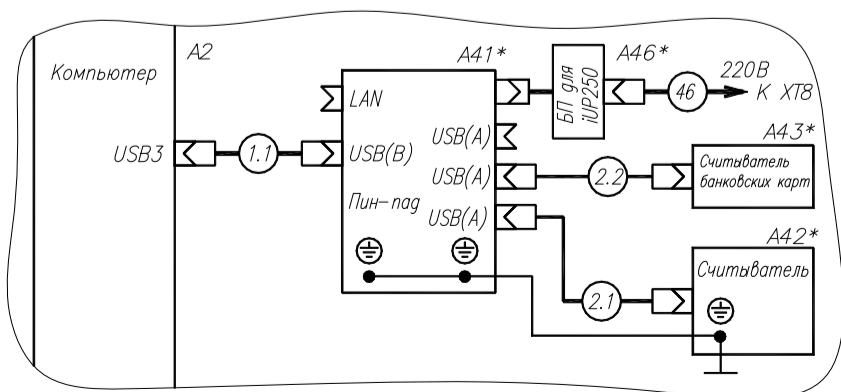 Компьютер
A2
USB3
1.1
A41*
LAN
USB(B)
Пин-пад
USB(A)
USB(A)
USB(A)
БП для
iUP250
A46*
46
220В
К XT8
2.2
A43*
Считыватель
банковских карт
2.1
A42*
Считыватель